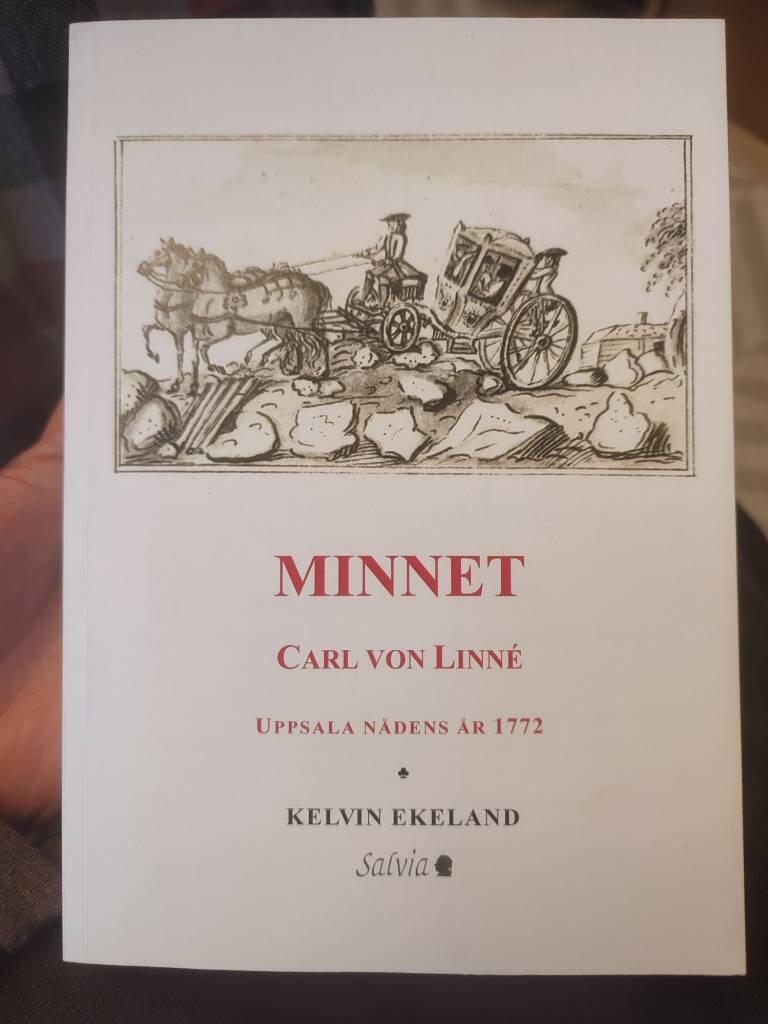 MINNET
CARL VON LINNÉ
UPPSALA NÅDENS ÅR 1772
KELVIN EKELAND
Salvia